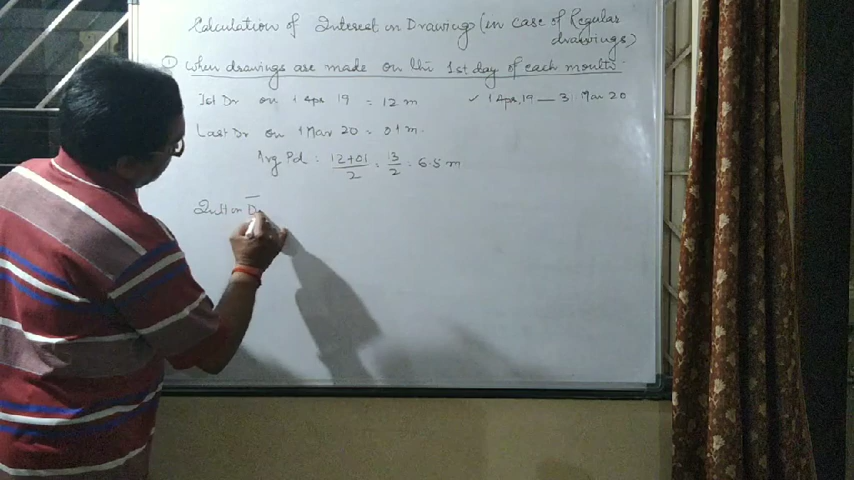 Calculation of Interest on Drawings (in case of Regular
drawings)
① When drawings are made on the 1st day of each month.
1st Dr on 1 Apr 19 = 12 m ✓ 1 Apr, 19 — 31 Mar 20
Last Dr on 1 Mar 20 = 01 m.
Avg Pd = 12+01/2 = 13/2 = 6.5 m
Int on Dr